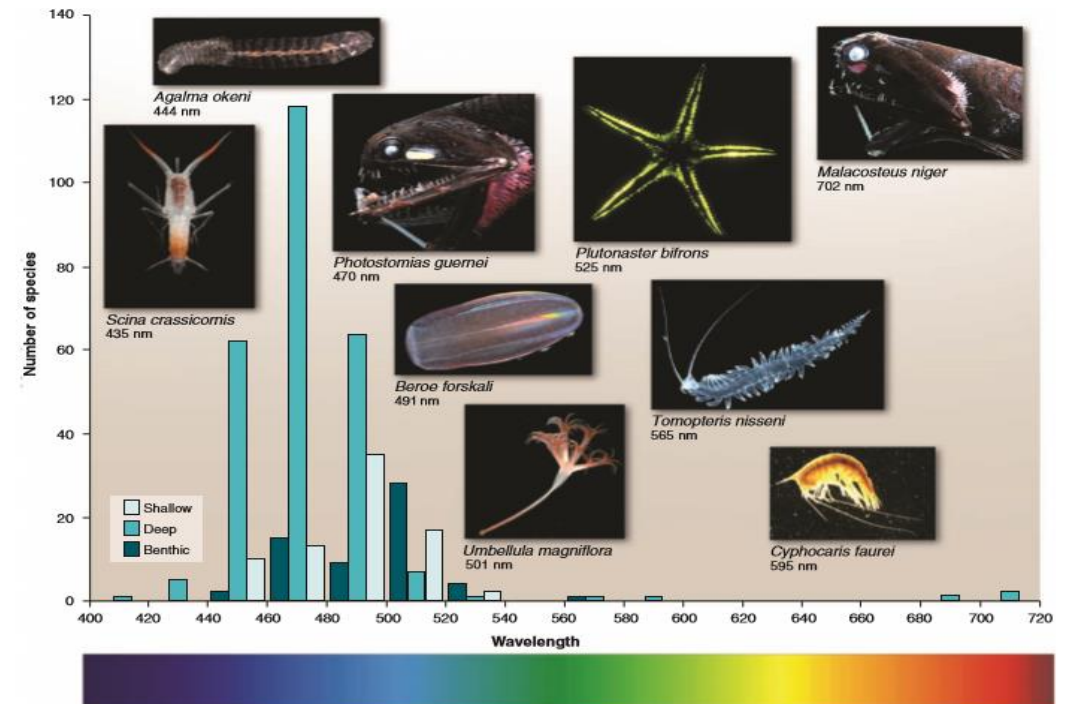 140
120
100
80
60
40
20
0
Number of species
Agalma okeni
444 nm
Scina crassicornis
435 nm
Photostomias guernei
470 nm
Plutonaster bifrons
525 nm
Malacosteus niger
702 nm
Beroe forskali
491 nm
Tomopteris nisseni
565 nm
Umbellula magniflora
501 nm
Cyphocaris faurei
595 nm
Shallow
Deep
Benthic
400 420 440 460 480 500 520 540 560 580 600 620 640 660 680 700 720
Wavelength